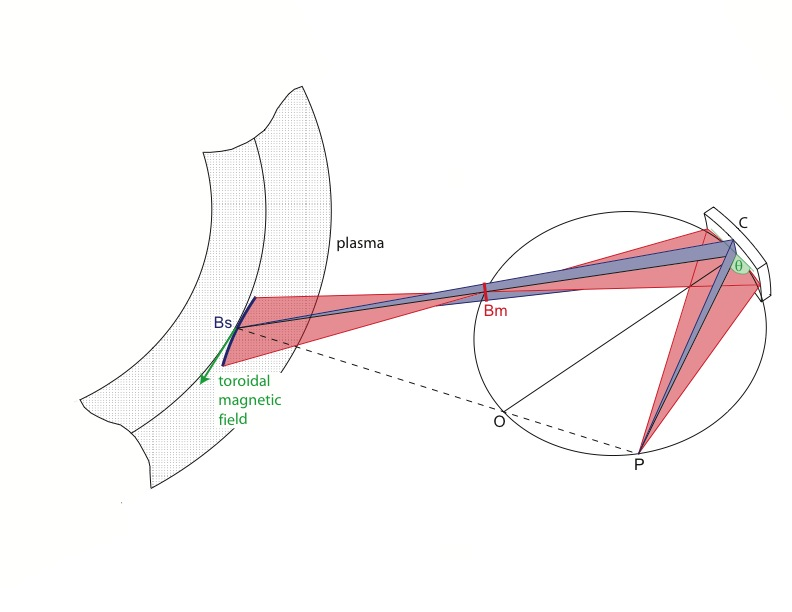 C
plasma
θ
Bm
Bs
toroidal
magnetic
field
O
P